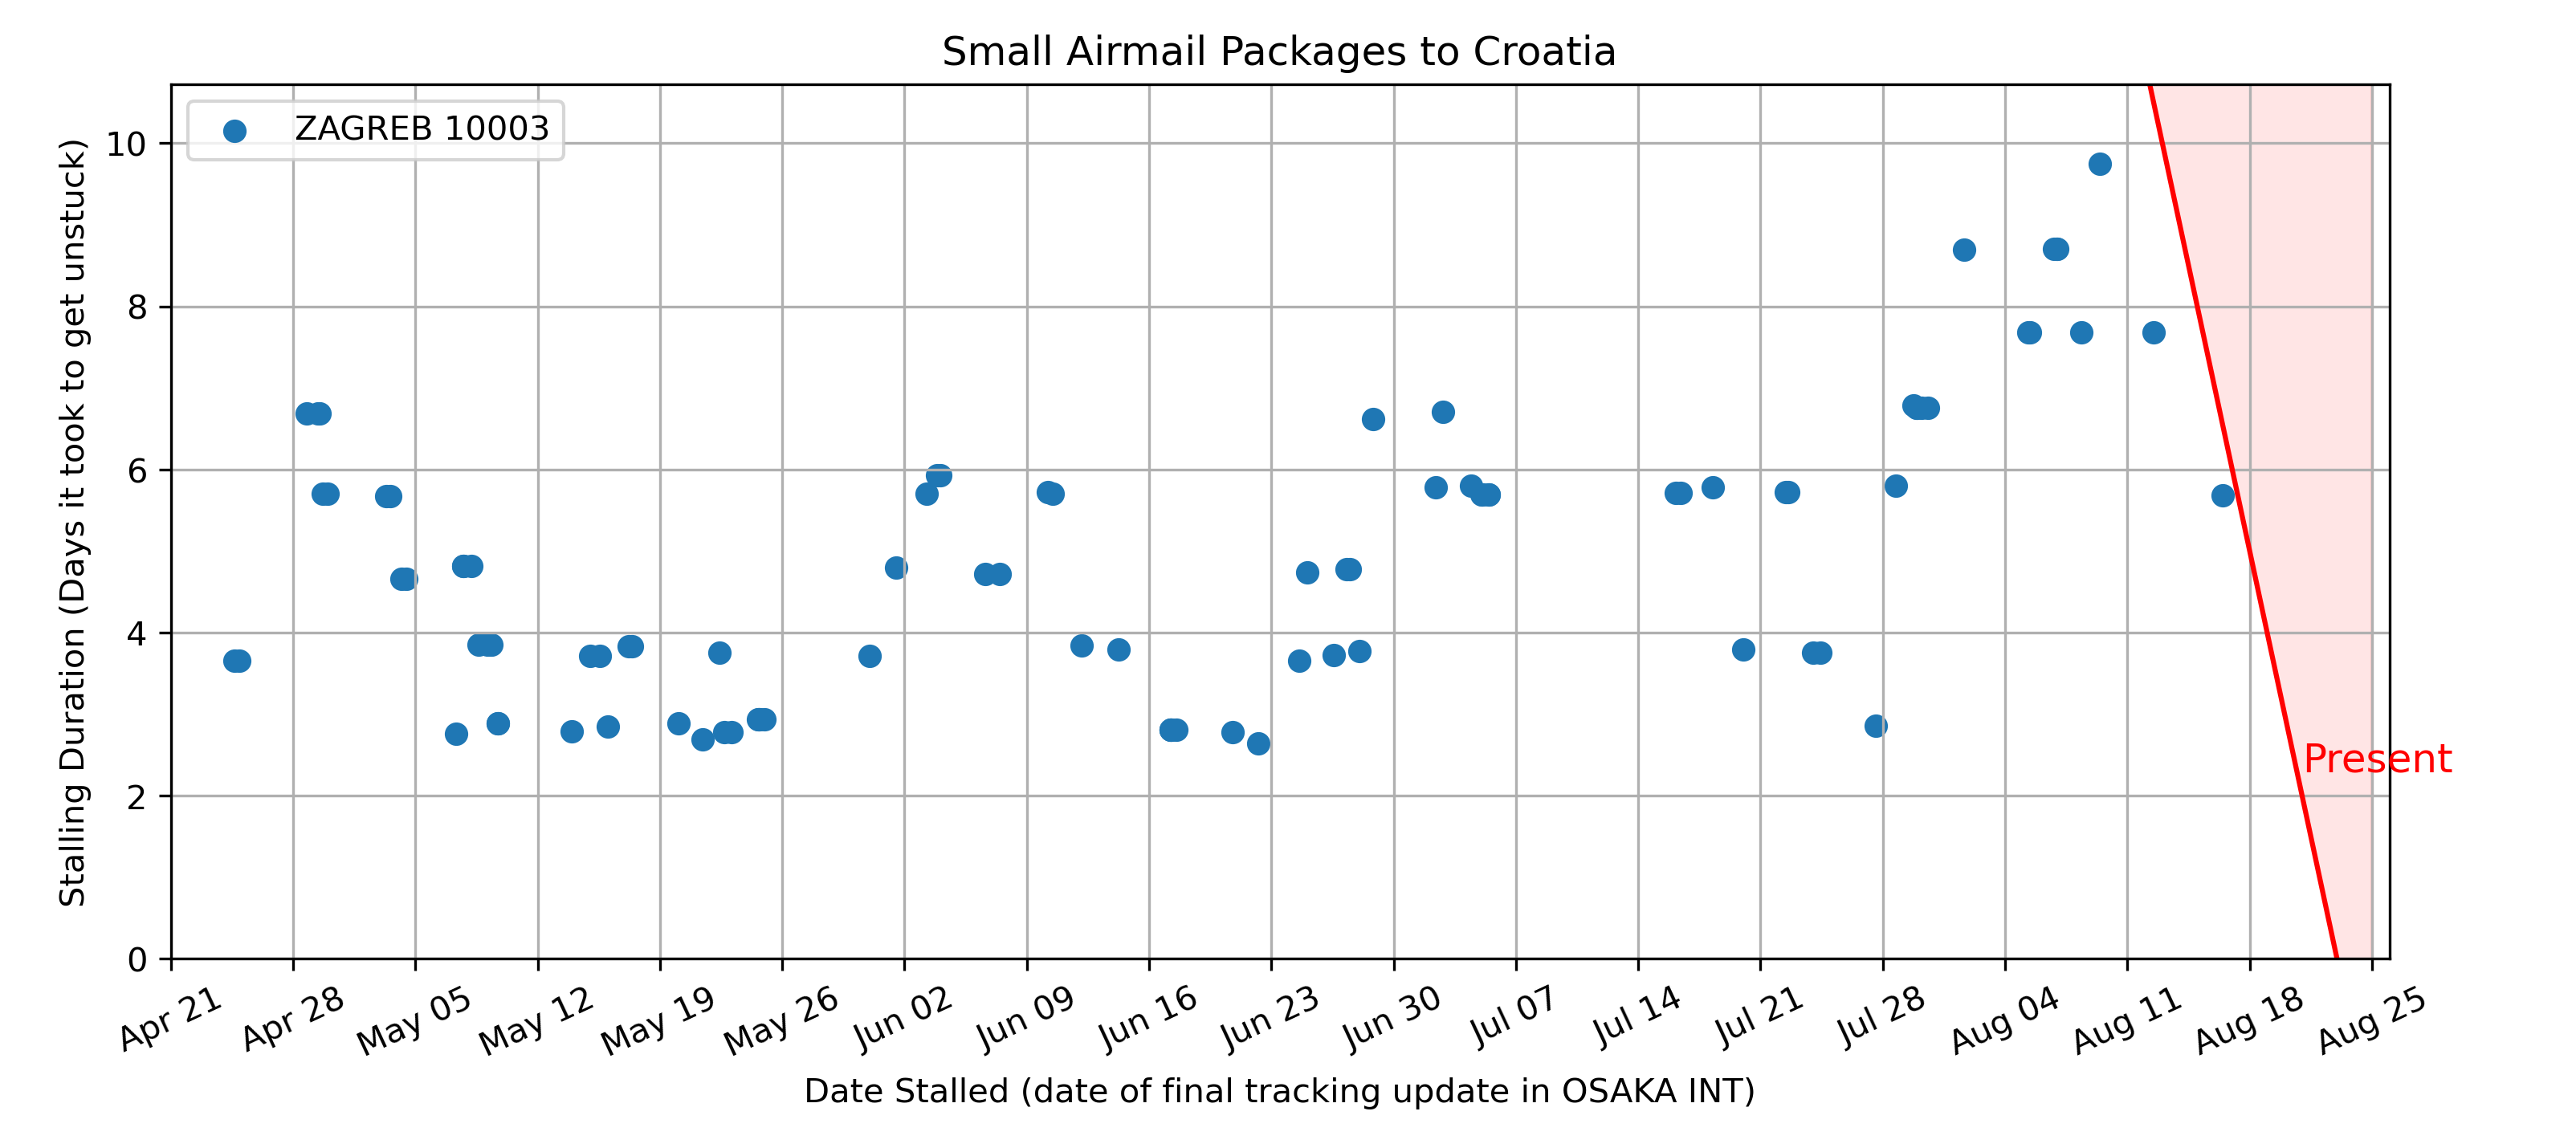 Small Airmail Packages to Croatia
ZAGREB 10003
Stalling Duration (Days it took to get unstuck)
10
8
6
4
2
0
Present
Apr 21
Apr 28
May 05
May 12
May 19
May 26
Jun 02
Jun 09
Jun 16
Jun 23
Jun 30
Jul 07
Jul 14
Jul 21
Jul 28
Aug 04
Aug 11
Aug 18
Aug 25
Date Stalled (date of final tracking update in OSAKA INT)